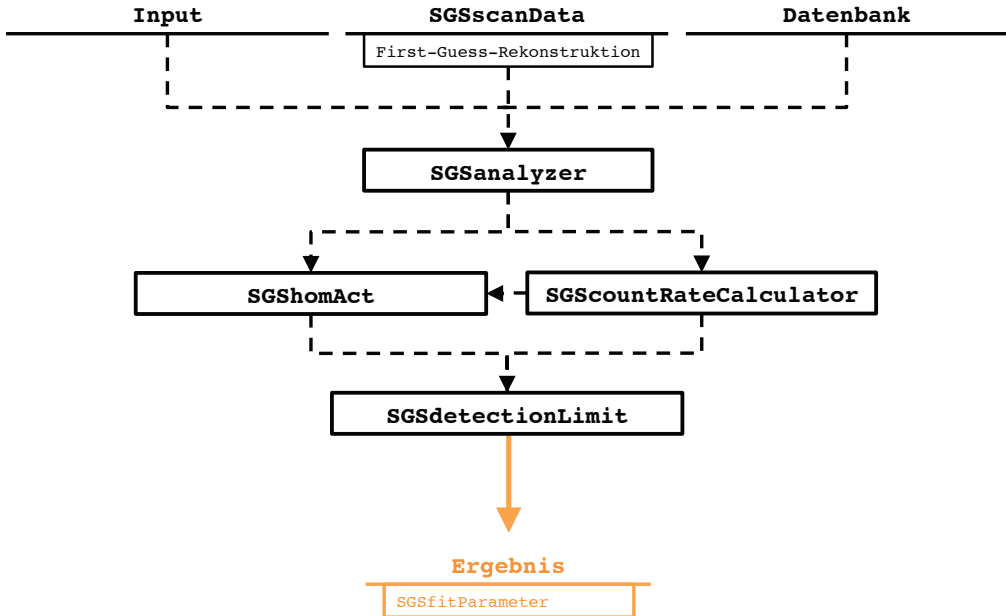 Input
SGSscanData
Datenbank
First-Guess-Rekonstruktion
SGSanalyzer
SGShomAct
SGScountRateCalculator
SGSdetectionLimit
Ergebnis
SGSfitParameter